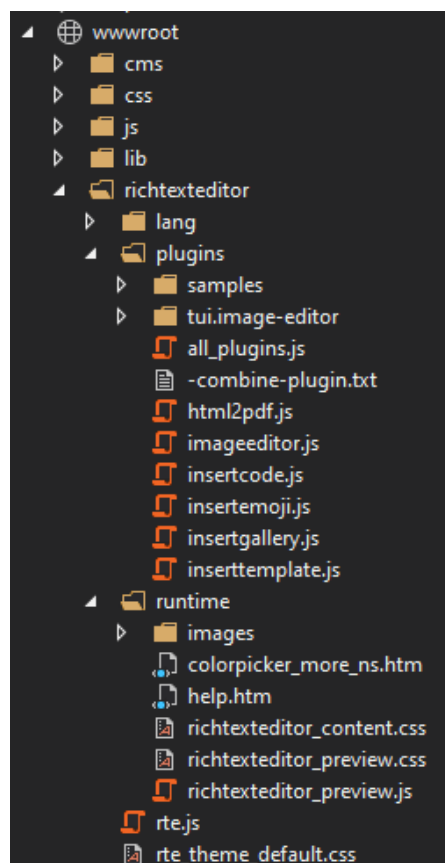 wwwroot
cms
css
js
lib
richtexteditor
lang
plugins
samples
tui.image-editor
all_plugins.js
-combine-plugin.txt
html2pdf.js
imageeditor.js
insertcode.js
insertemoji.js
insertgallery.js
inserttemplate.js
runtime
images
colorpicker_more_ns.htm
help.htm
richtexteditor_content.css
richtexteditor_preview.css
richtexteditor_preview.js
rte.js
rte_theme_default.css